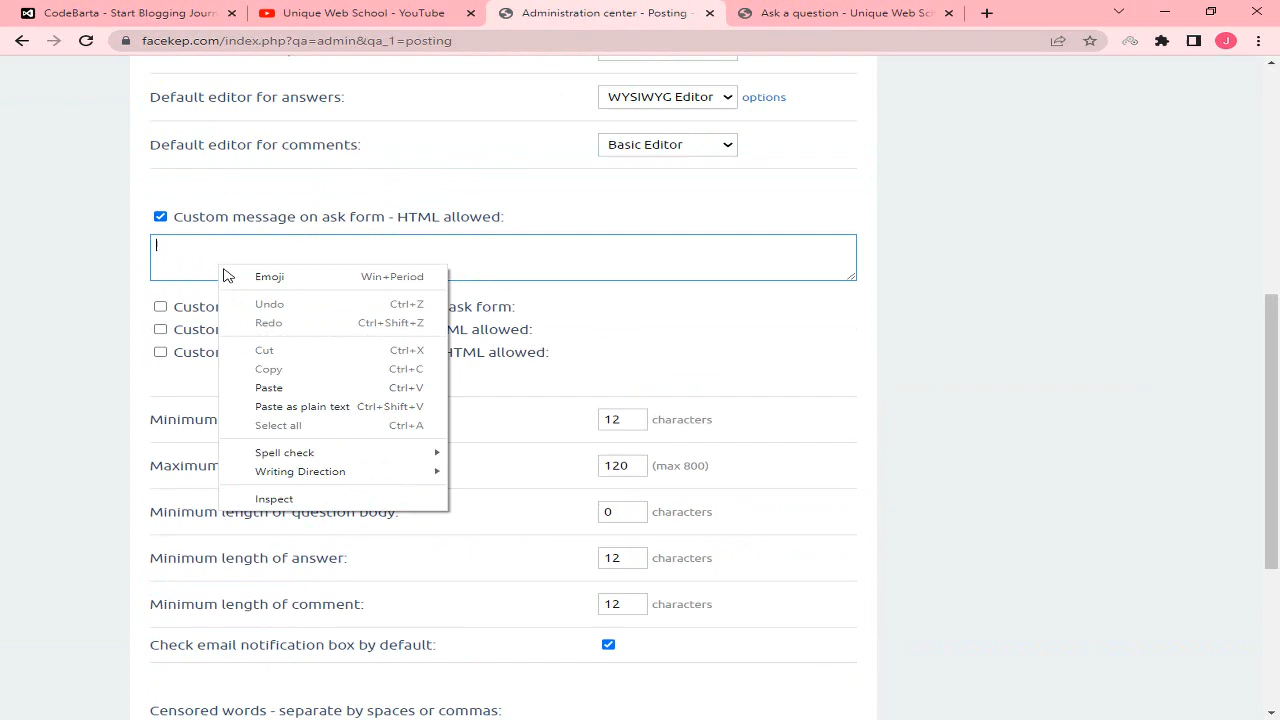 CodeBarta - Start Blogging Journ
Unique Web School - YouTube
Administration center - Posting -
Ask a question - Unique Web Sch
facekep.com/index.php?qa=admin&qa_1=posting
J
Default editor for answers:
WYSIWYG Editor
options
Default editor for comments:
Basic Editor
Custom message on ask form - HTML allowed:
Emoji Win+Period
Undo Ctrl+Z
Redo Ctrl+Shift+Z
Cut Ctrl+X
Copy Ctrl+C
Paste Ctrl+V
Paste as plain text Ctrl+Shift+V
Select all Ctrl+A
Spell check
Writing Direction
Inspect
Custo ask form:
Custo ML allowed:
Custo HTML allowed:
Minimum 12 characters
Maximum 120 (max 800)
Minimum length of question body: 0 characters
Minimum length of answer: 12 characters
Minimum length of comment: 12 characters
Check email notification box by default:
Censored words - separate by spaces or commas: